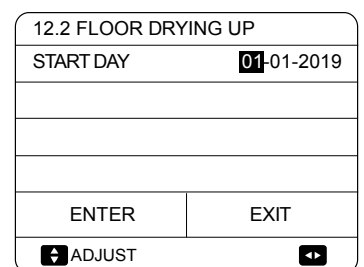 12.2 FLOOR DRYING UP
START DAY 01-01-2019
ENTER EXIT
ADJUST